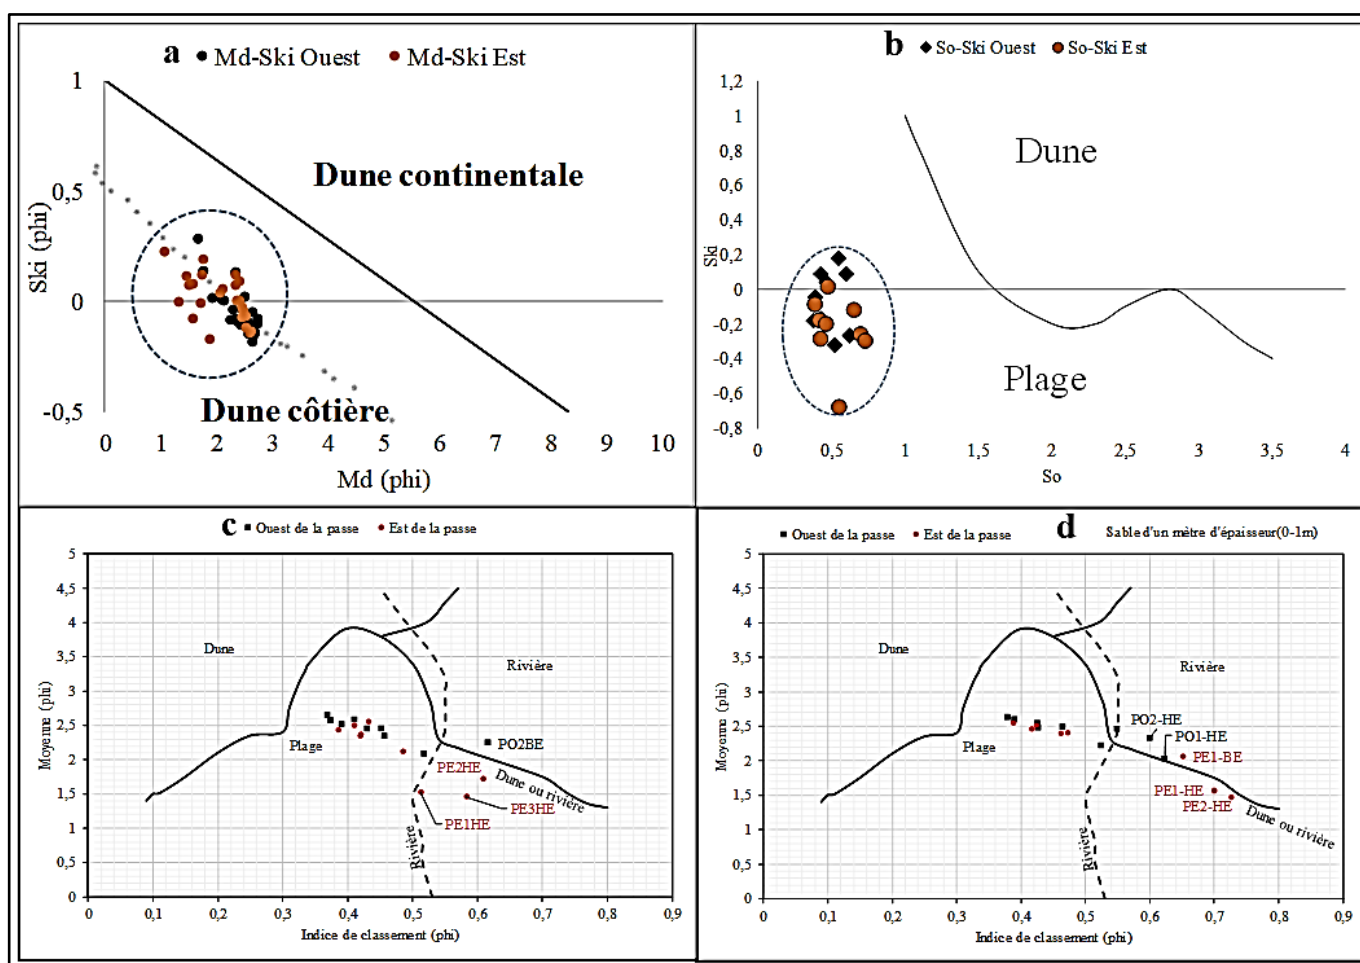 a Md-Ski Ouest Md-Ski Est
1
0,5
0
-0,5
Ski (phi)
Dune continentale
Dune côtière
0 1 2 3 4 5 6 7 8 9 10
Md (phi)
b So-Ski Ouest So-Ski Est
1,2
1
0,8
0,6
0,4
0,2
0
-0,2
-0,4
-0,6
-0,8
Ski
Dune
Plage
0 0,5 1 1,5 2 2,5 3 3,5 4
So
c Ouest de la passe Est de la passe
5
4,5
4
3,5
3
2,5
2
1,5
1
0,5
0
Moyenne (phi)
Dune
Rivière
Plage
PO2BE
PE2HE
Dune ou rivière
PE3HE
PE1HE
Rivière
0 0,1 0,2 0,3 0,4 0,5 0,6 0,7 0,8 0,9
Indice de classement (phi)
Ouest de la passe Est de la passe d Sable d'un mètre d'épaisseur(0-1m)
5
4,5
4
3,5
3
2,5
2
1,5
1
0,5
0
Moyenne (phi)
Dune
Rivière
Plage
PO2-HE
PO1-HE
PE1-BE
PE1-HE
PE2-HE
Dune ou rivière
Rivière
0 0,1 0,2 0,3 0,4 0,5 0,6 0,7 0,8 0,9
Indice de classement (phi)